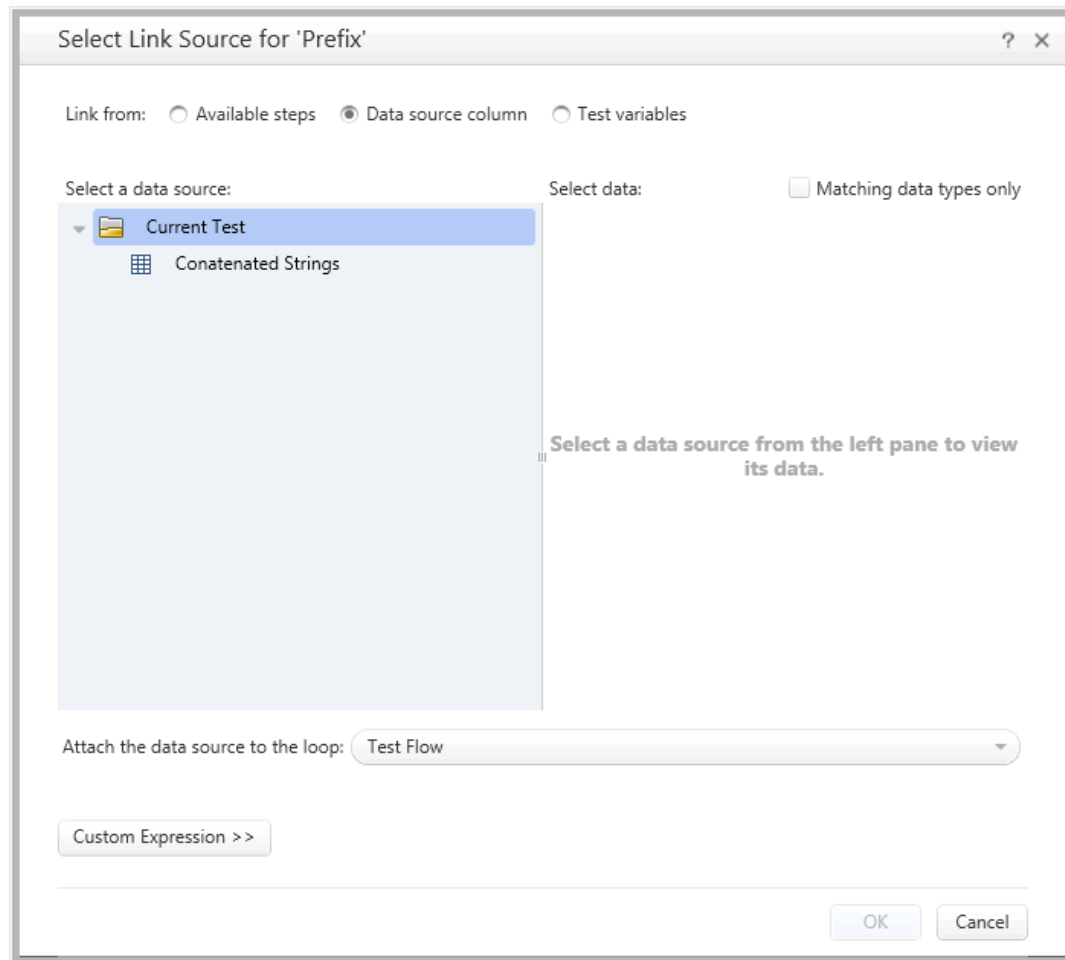 Select Link Source for 'Prefix'
? ×
Link from: Available steps Data source column Test variables
Select a data source: Select data: Matching data types only
Current Test
Conatenated Strings
Select a data source from the left pane to view
its data.
Attach the data source to the loop: Test Flow
Custom Expression >>
OK Cancel